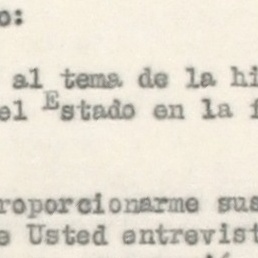 o:
al tema de la hi
el Estado en la f
roporcionarme sus
e Usted entrevist